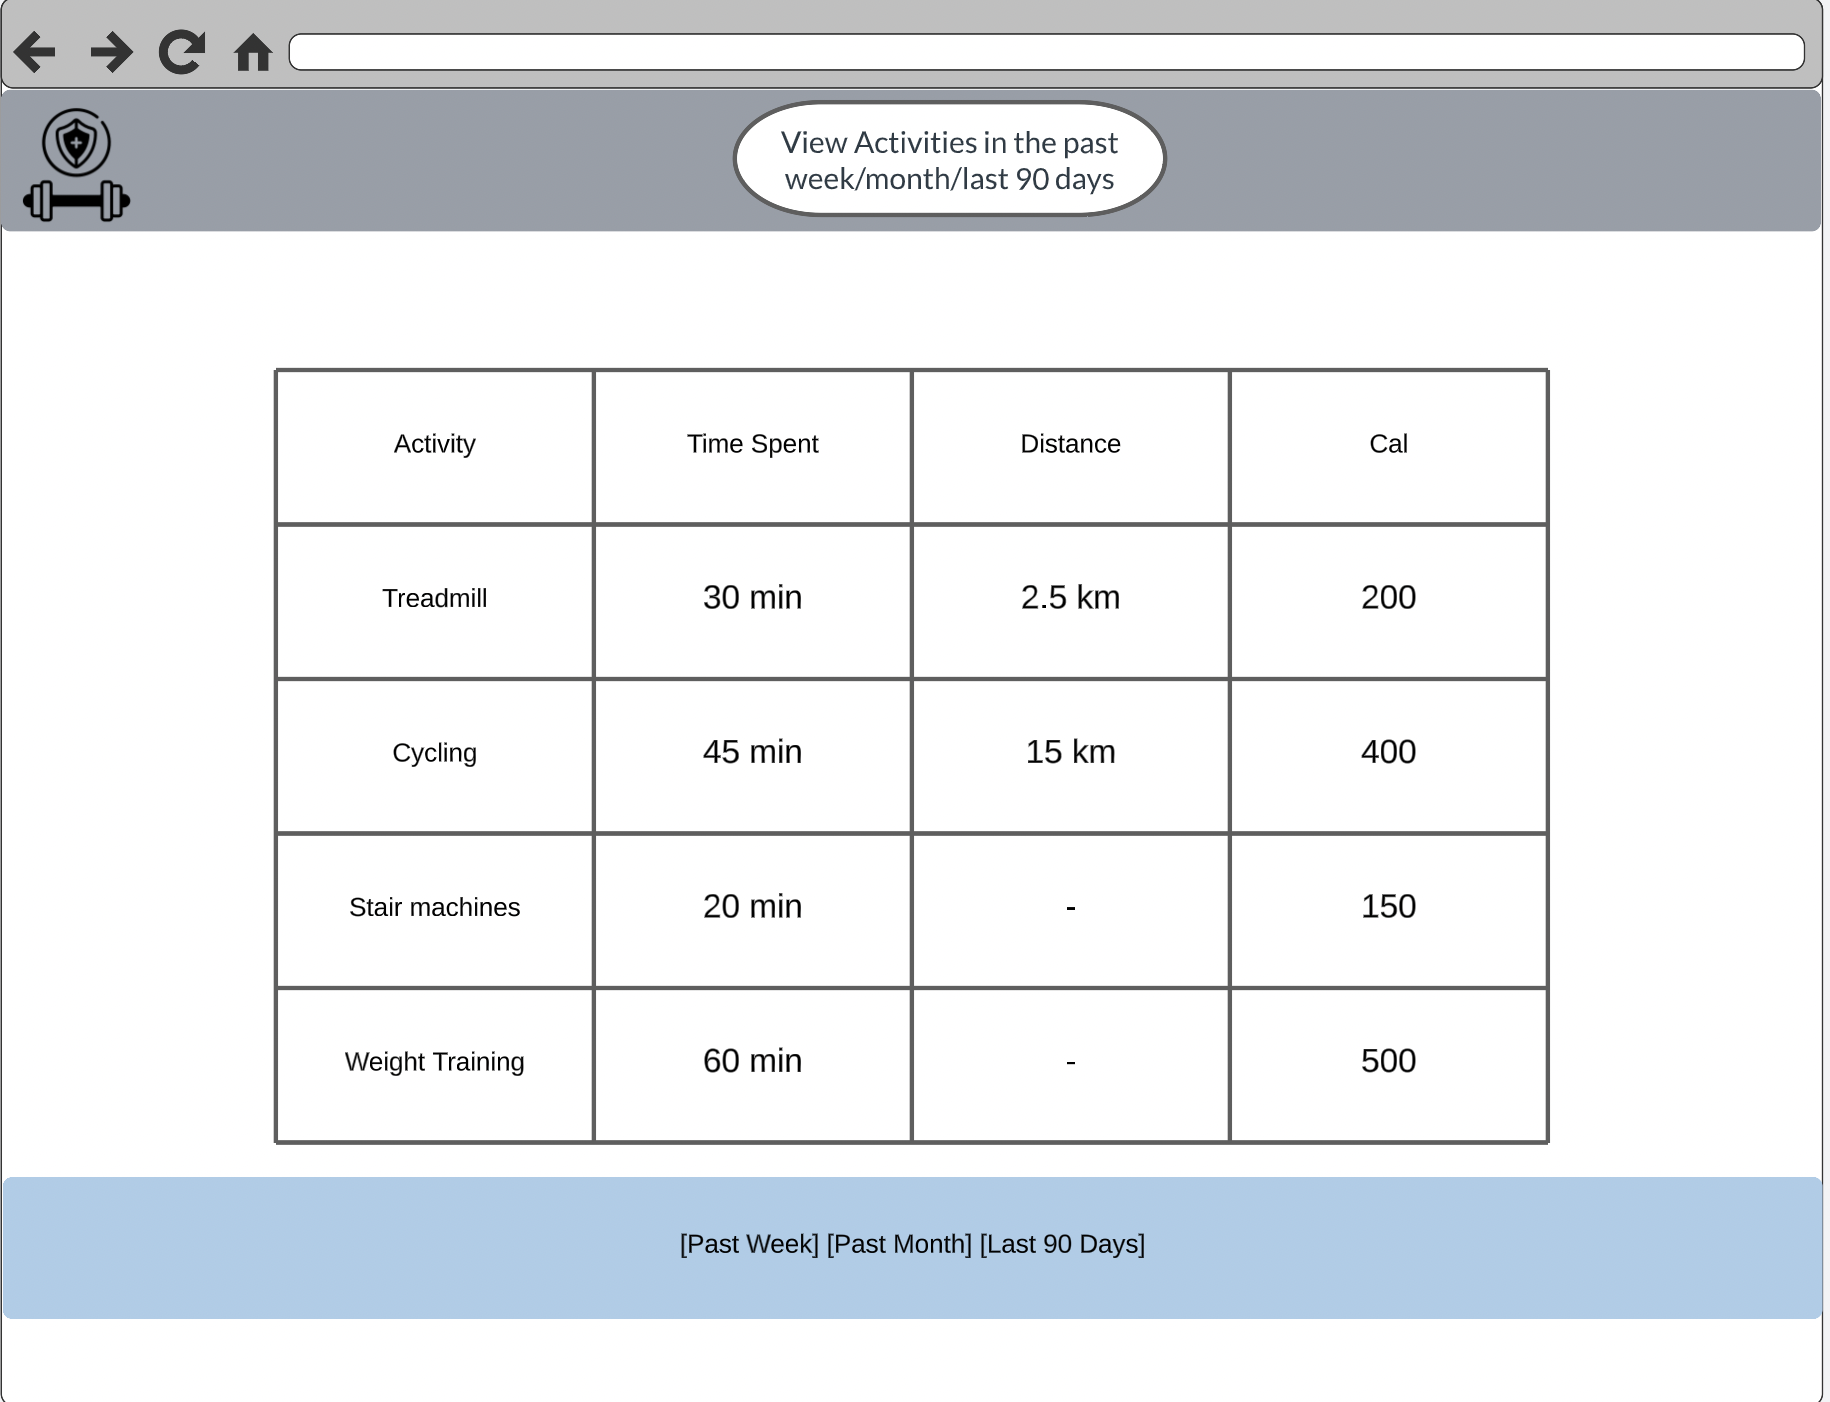 View Activities in the past
week/month/last 90 days
Activity Time Spent Distance Cal
Treadmill 30 min 2.5 km 200
Cycling 45 min 15 km 400
Stair machines 20 min - 150
Weight Training 60 min - 500
[Past Week] [Past Month] [Last 90 Days]